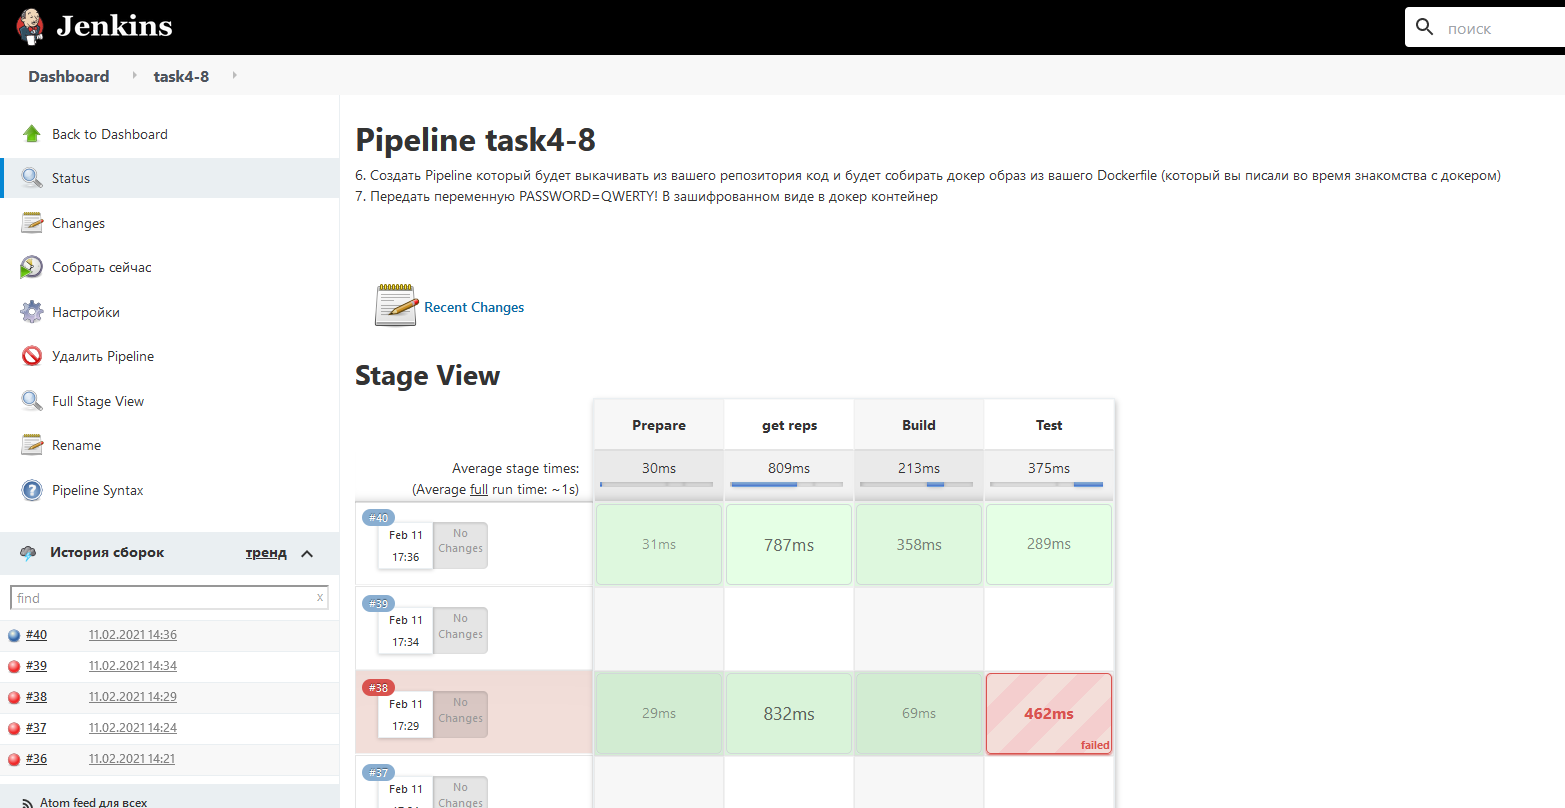 Jenkins
поиск
Dashboard
task4-8
Back to Dashboard
Status
Changes
Собрать сейчас
Настройки
Удалить Pipeline
Full Stage View
Rename
Pipeline Syntax
История сборок
тренд
find
x
#40 11.02.2021 14:36
#39 11.02.2021 14:34
#38 11.02.2021 14:29
#37 11.02.2021 14:24
#36 11.02.2021 14:21
Atom feed для всех
Pipeline task4-8
6. Создать Pipeline который будет выкачивать из вашего репозитория код и будет собирать докер образ из вашего Dockerfile (который вы писали во время знакомства с докером)
7. Передать переменную PASSWORD=QWERTY! В зашифрованном виде в докер контейнер
Recent Changes
Stage View
Prepare get reps Build Test
Average stage times:
(Average full run time: ~1s)
30ms 809ms 213ms 375ms
#40
Feb 11
17:36
No
Changes
31ms 787ms 358ms 289ms
#39
Feb 11
17:34
No
Changes
#38
Feb 11
17:29
No
Changes
29ms 832ms 69ms 462ms
failed
#37
Feb 11
No
Changes